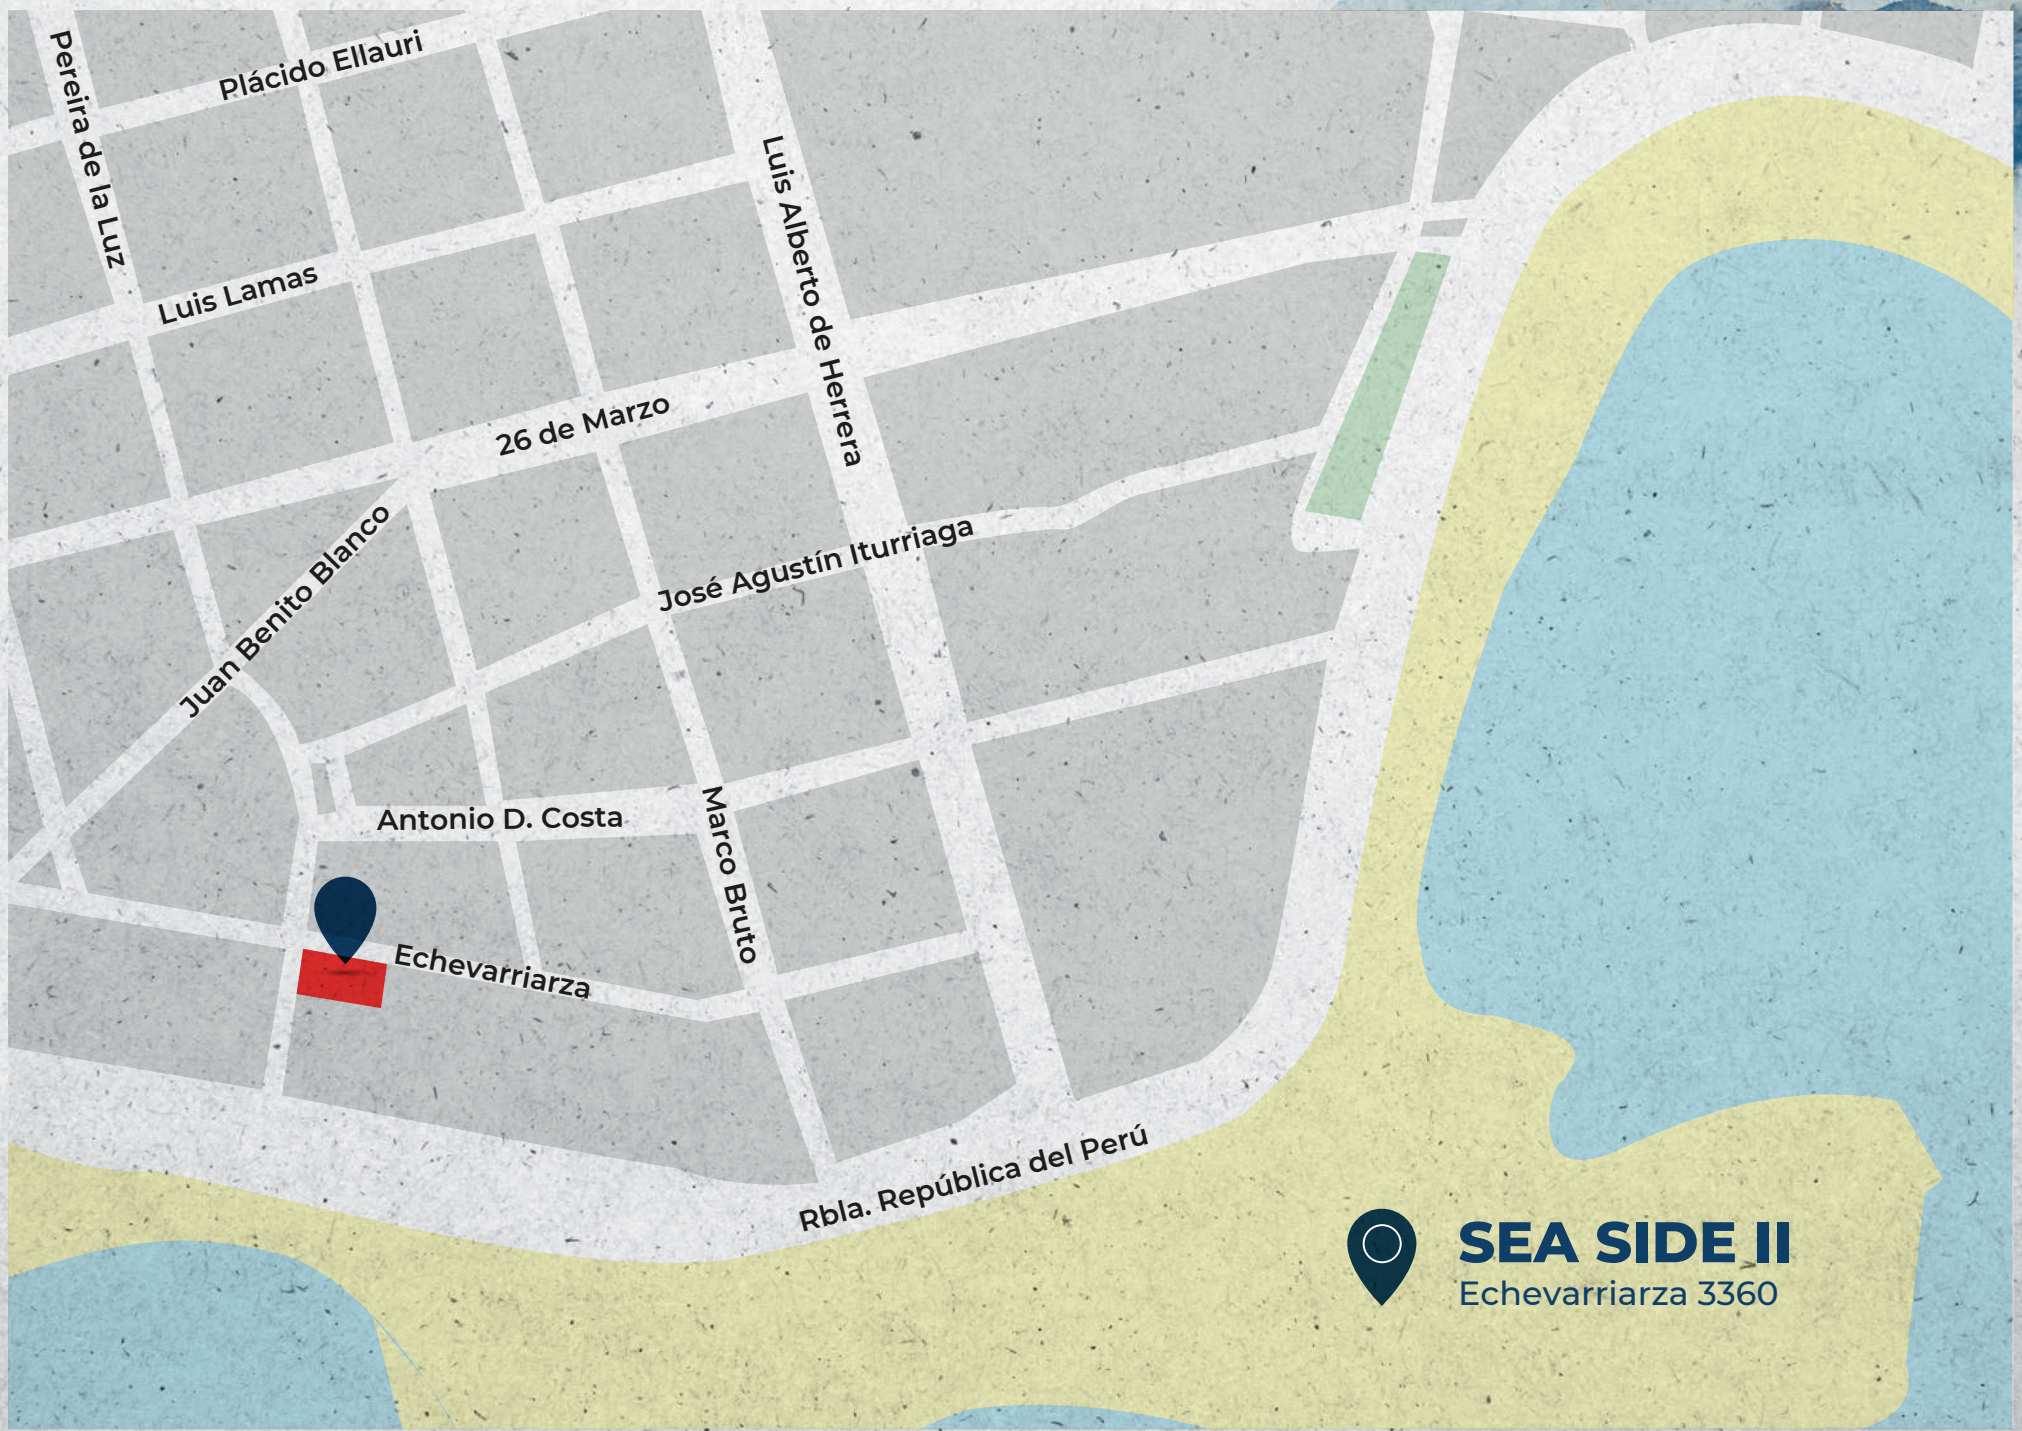 Pereira de la Luz
Plácido Ellauri
Luis Alberto de Herrera
Luis Lamas
26 de Marzo
Juan Benito Blanco
José Agustín Iturriaga
Antonio D. Costa
Marco Bruto
Echevarriarza
Rbla. República del Perú
SEA SIDE II
Echevarriarza 3360